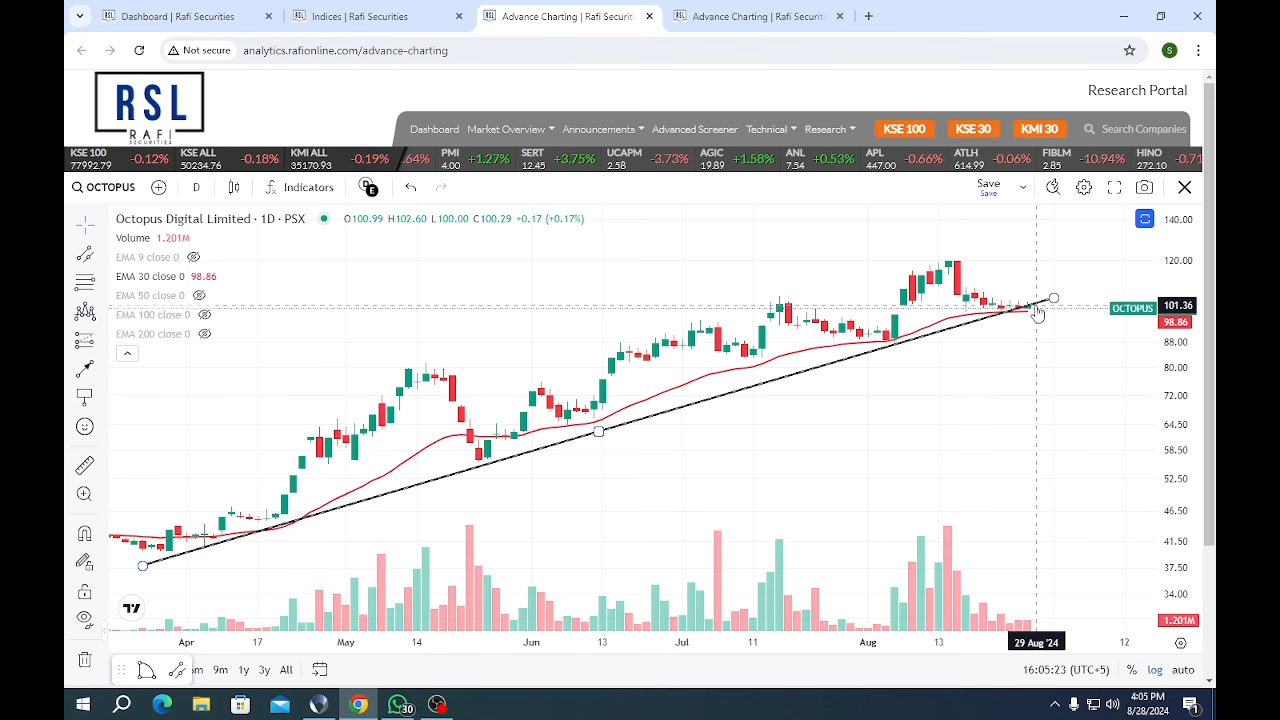 Dashboard | Rafi Securities
Indices | Rafi Securities
Advance Charting | Rafi Securit
Advance Charting | Rafi Securit
Not secure
analytics.rafionline.com/advance-charting
S
RSL
RAFI
SECURITIES
Research Portal
Dashboard Market Overview Announcements Advanced Screener Technical Research KSE 100 KSE 30 KMI 30 Search Companies
KSE 100 77992.79 -0.12%
KSE ALL 50234.76 -0.18%
KMI ALL 85170.93 -0.19%
.64%
PMI 4.00 +1.27%
SERT 12.45 +3.75%
UCAPM 2.58 -3.73%
AGIC 19.89 +1.58%
ANL 7.54 +0.53%
APL 447.00 -0.66%
ATLH 614.99 -0.06%
FIBLM 2.85 -10.94%
HINO 272.10 -0.71
OCTOPUS D Indicators D E Save
Save
Octopus Digital Limited · 1D · PSX O100.99 H102.60 L100.00 C100.29 +0.17 (+0.17%)
Volume 1.201M
EMA 9 close 0
EMA 30 close 0 98.86
EMA 50 close 0
EMA 100 close 0
EMA 200 close 0
140.00
120.00
OCTOPUS 101.36
98.86
88.00
80.00
72.00
64.50
58.50
52.50
46.50
41.50
37.50
34.00
1.201M
Apr 17 May 14 Jun 13 Jul 11 Aug 13 29 Aug '24 12
om 9m 1y 3y All 16:05:23 (UTC+5) % log auto
30
4:05 PM
8/28/2024